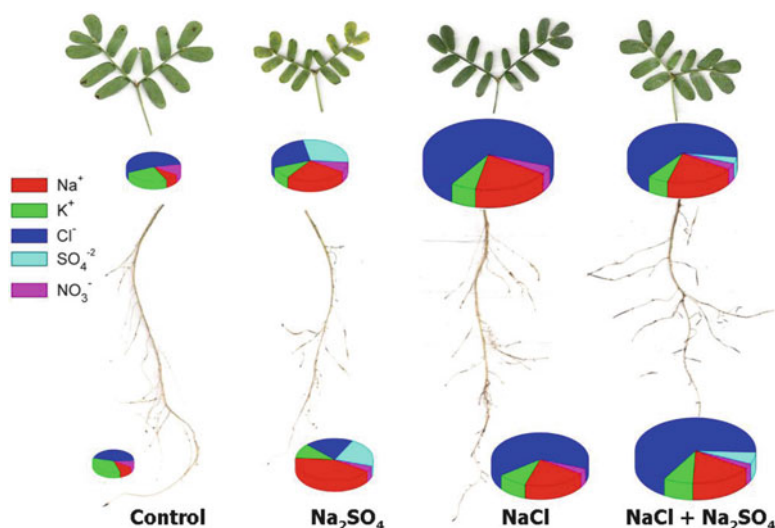 Na⁺
K⁺
Cl⁻
SO₄⁻²
NO₃⁻
Control
Na₂SO₄
NaCl
NaCl + Na₂SO₄